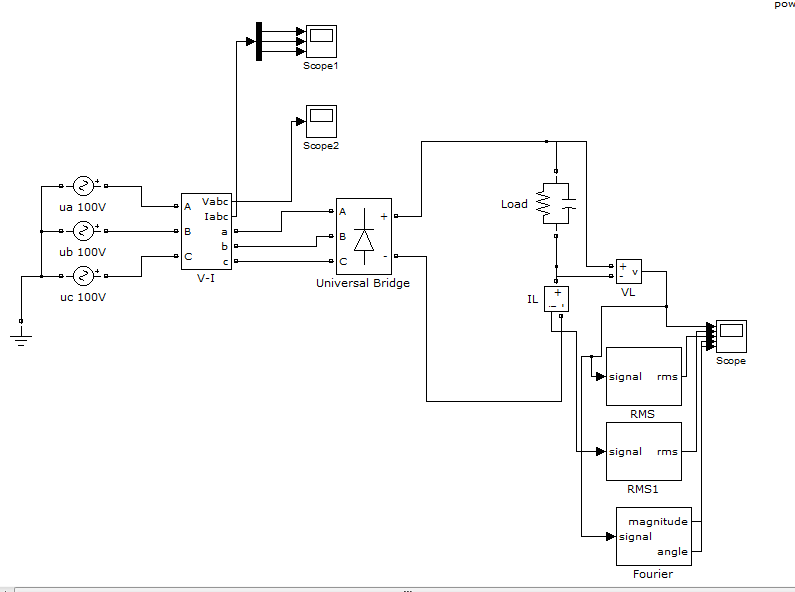 pow
Scope1
Scope2
ua 100V
ub 100V
uc 100V
A
B
C
Vabc
Iabc
a
b
c
V-I
A
B
C
+
-
Universal Bridge
Load
+
-
v
VL
IL
+
-
i
Scope
signal rms
RMS
signal rms
RMS1
magnitude
signal
angle
Fourier